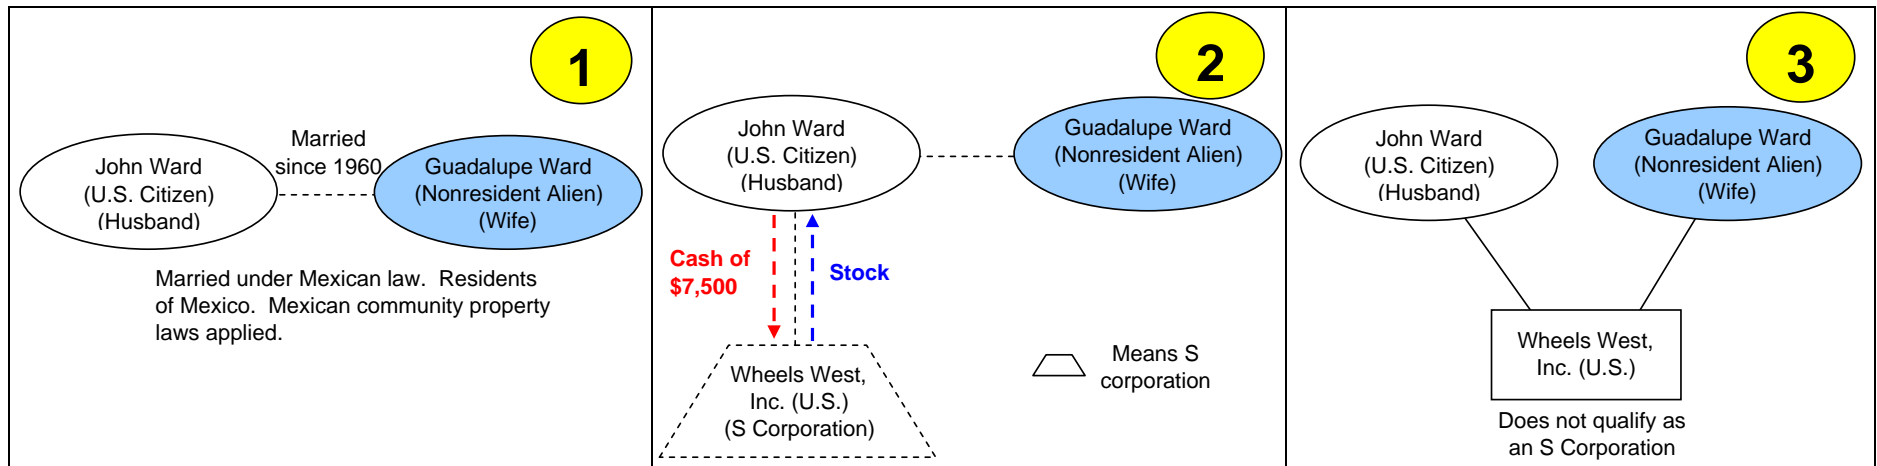 1
Married
since 1960
John Ward
(U.S. Citizen)
(Husband)
Guadalupe Ward
(Nonresident Alien)
(Wife)
Married under Mexican law.  Residents
of Mexico.  Mexican community property
laws applied.
2
John Ward
(U.S. Citizen)
(Husband)
Guadalupe Ward
(Nonresident Alien)
(Wife)
Cash of
$7,500
Stock
Wheels West,
Inc. (U.S.)
(S Corporation)
Means S
corporation
3
John Ward
(U.S. Citizen)
(Husband)
Guadalupe Ward
(Nonresident Alien)
(Wife)
Wheels West,
Inc. (U.S.)
Does not qualify as
an S Corporation